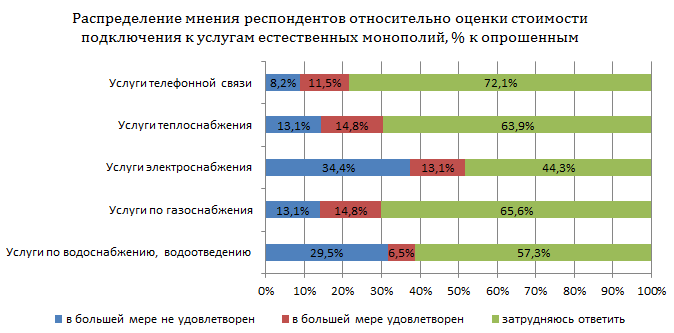 Распределение мнения респондентов относительно оценки стоимости
подключения к услугам естественных монополий, % к опрошенным
Услуги телефонной связи 8,2% 11,5% 72,1%
Услуги теплоснабжения 13,1% 14,8% 63,9%
Услуги электроснабжения 34,4% 13,1% 44,3%
Услуги по газоснабжения 13,1% 14,8% 65,6%
Услуги по водоснабжению, водоотведению 29,5% 6,5% 57,3%
0% 10% 20% 30% 40% 50% 60% 70% 80% 90% 100%
в большей мере не удовлетворен в большей мере удовлетворен затрудняюсь ответить